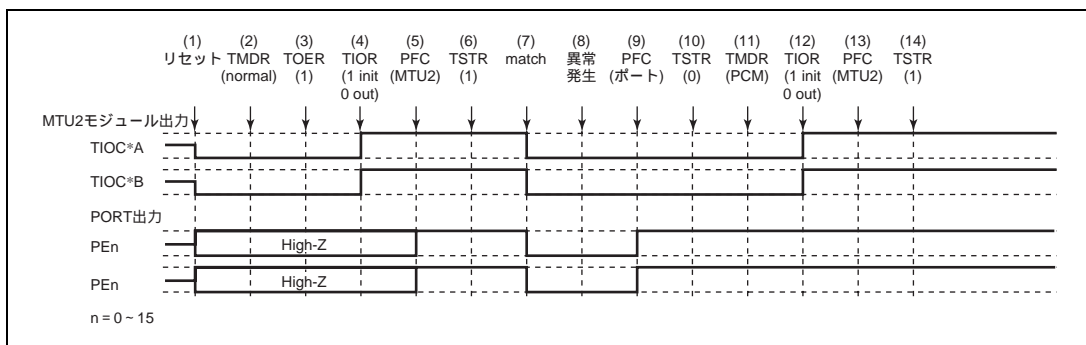 (1) (2) (3) (4) (5) (6) (7) (8) (9) (10) (11) (12) (13) (14)
リセット TMDR TOER TIOR PFC TSTR match 異常 PFC TSTR TMDR TIOR PFC TSTR
(normal) (1) (1 init (MTU2) (1) 発生 (ポート) (0) (PCM) (1 init (MTU2) (1)
0 out) 0 out)
MTU2モジュール出力
TIOC*A
TIOC*B
PORT出力
PEn High-Z
PEn High-Z
n = 0 ~ 15